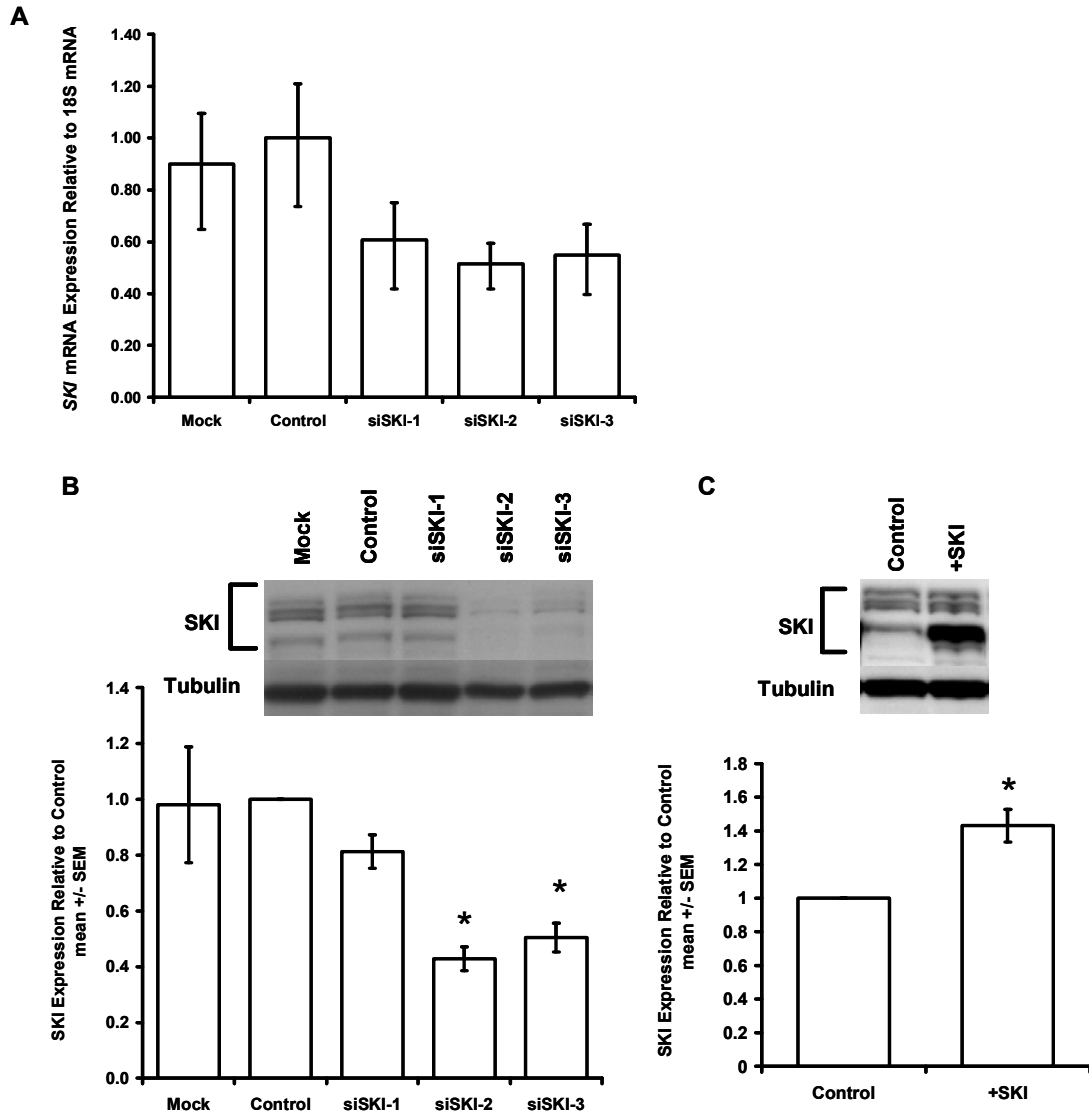 A
SKI mRNA Expression Relative to 18S mRNA
1.40
1.20
1.00
0.80
0.60
0.40
0.20
0.00
Mock Control siSKI-1 siSKI-2 siSKI-3
B
Mock
Control
siSKI-1
siSKI-2
siSKI-3
SKI
Tubulin
SKI Expression Relative to Control
mean +/- SEM
1.4
1.2
1.0
0.8
0.6
0.4
0.2
0.0
* *
Mock Control siSKI-1 siSKI-2 siSKI-3
C
Control
+SKI
SKI
Tubulin
SKI Expression Relative to Control
mean +/- SEM
1.8
1.6
1.4
1.2
1
0.8
0.6
0.4
0.2
0
*
Control +SKI